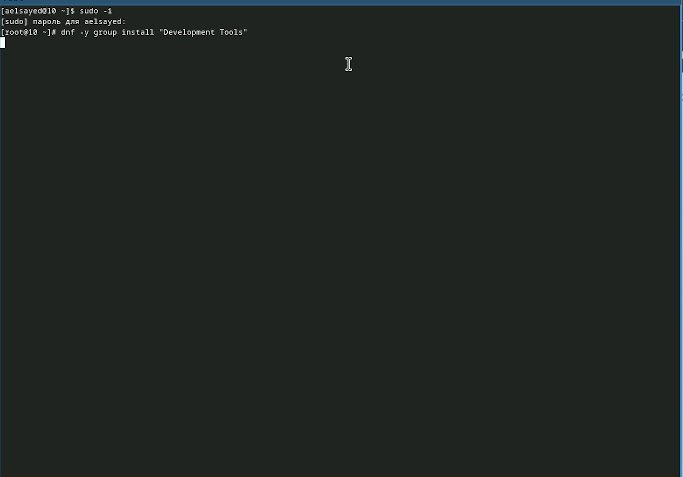 [aelsayed@10 ~]$ sudo -i
[sudo] пароль для aelsayed:
[root@10 ~]# dnf -y group install "Development Tools"